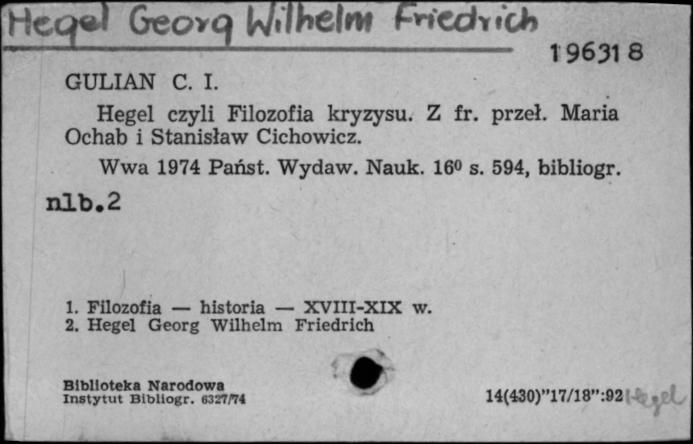 Hegel Georg Wilhelm Friedrich
196318
GULIAN C. I.
Hegel czyli Filozofia kryzysu. Z fr. przeł. Maria
Ochab i Stanisław Cichowicz.
Wwa 1974 Państ. Wydaw. Nauk. 16⁰ s. 594, bibliogr.
nlb.2
1. Filozofia — historia — XVIII-XIX w.
2. Hegel Georg Wilhelm Friedrich
Biblioteka Narodowa
Instytut Bibliogr. 6327/74
14(430)”17/18”:92 Hegel